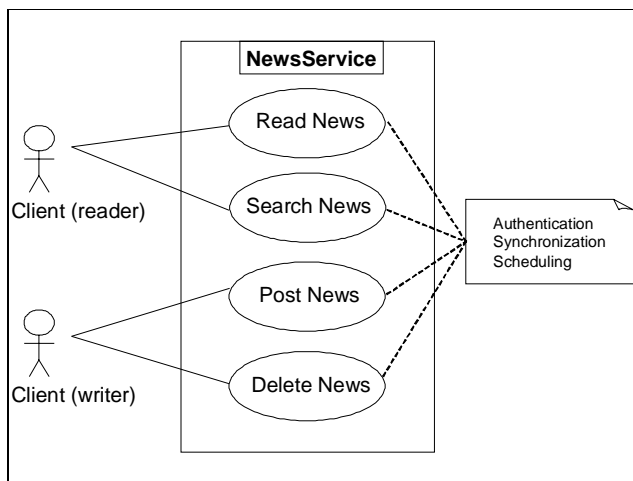 NewsService
Read News
Client (reader)
Search News
Authentication
Synchronization
Scheduling
Post News
Client (writer)
Delete News